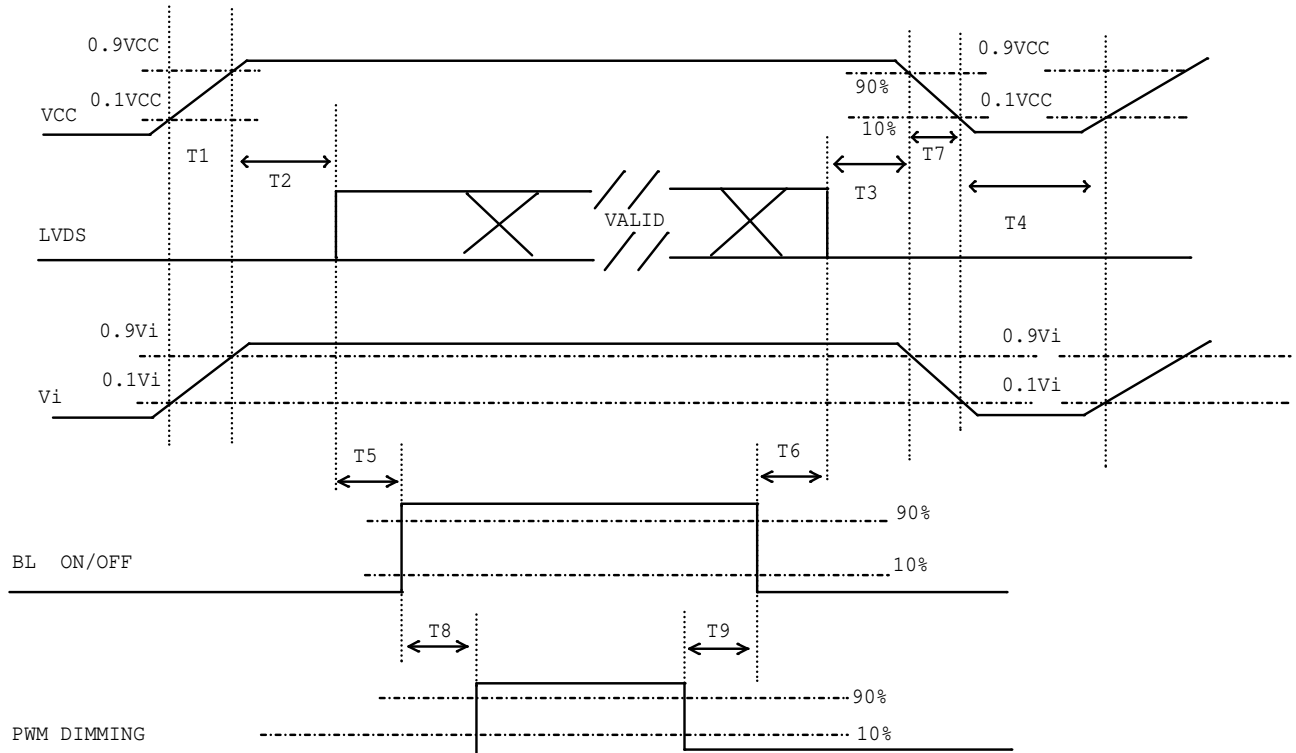 0.9VCC
0.9VCC
90%
0.1VCC
0.1VCC
VCC
10%
T1
T7
T2
T3
VALID
T4
LVDS
0.9Vi
0.9Vi
0.1Vi
0.1Vi
Vi
T5
T6
90%
BL ON/OFF
10%
T8
T9
90%
PWM DIMMING
10%